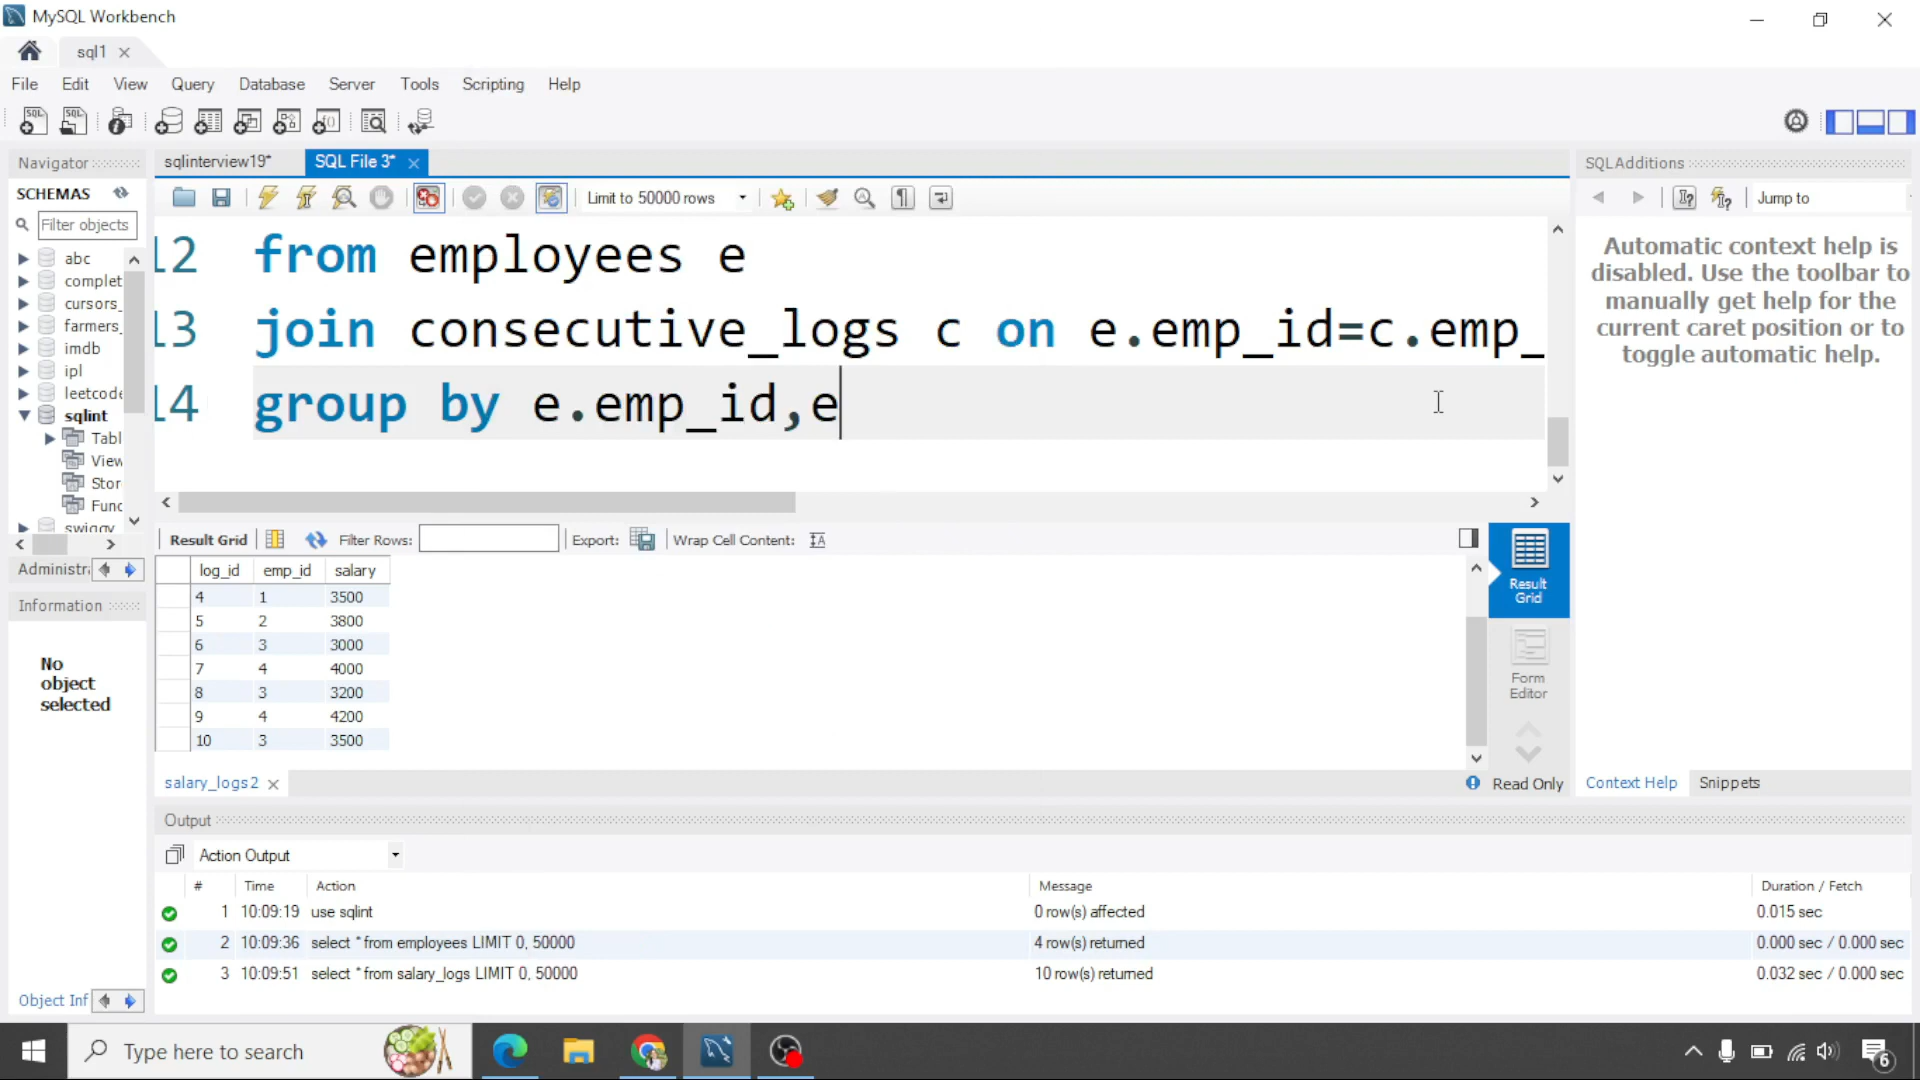 MySQL Workbench
sql1
File Edit View Query Database Server Tools Scripting Help
Navigator
SCHEMAS
Filter objects
abc
complet
cursors_
farmers_
imdb
ipl
leetcode
sqlint
Tabl
View
Stor
Func
swiggy
Administr
Information
No
object
selected
Object Inf
sqlinterview19*
SQL File 3*
Limit to 50000 rows
12 from employees e
13 join consecutive_logs c on e.emp_id=c.emp_
14 group by e.emp_id,e
Result Grid Filter Rows: Export: Wrap Cell Content:
log_id emp_id salary
4 1 3500
5 2 3800
6 3 3000
7 4 4000
8 3 3200
9 4 4200
10 3 3500
Result
Grid
Form
Editor
salary_logs2
Read Only
SQLAdditions
Jump to
Automatic context help is
disabled. Use the toolbar to
manually get help for the
current caret position or to
toggle automatic help.
Context Help Snippets
Output
Action Output
# Time Action Message Duration / Fetch
1 10:09:19 use sqlint 0 row(s) affected 0.015 sec
2 10:09:36 select * from employees LIMIT 0, 50000 4 row(s) returned 0.000 sec / 0.000 sec
3 10:09:51 select * from salary_logs LIMIT 0, 50000 10 row(s) returned 0.032 sec / 0.000 sec
Type here to search
6